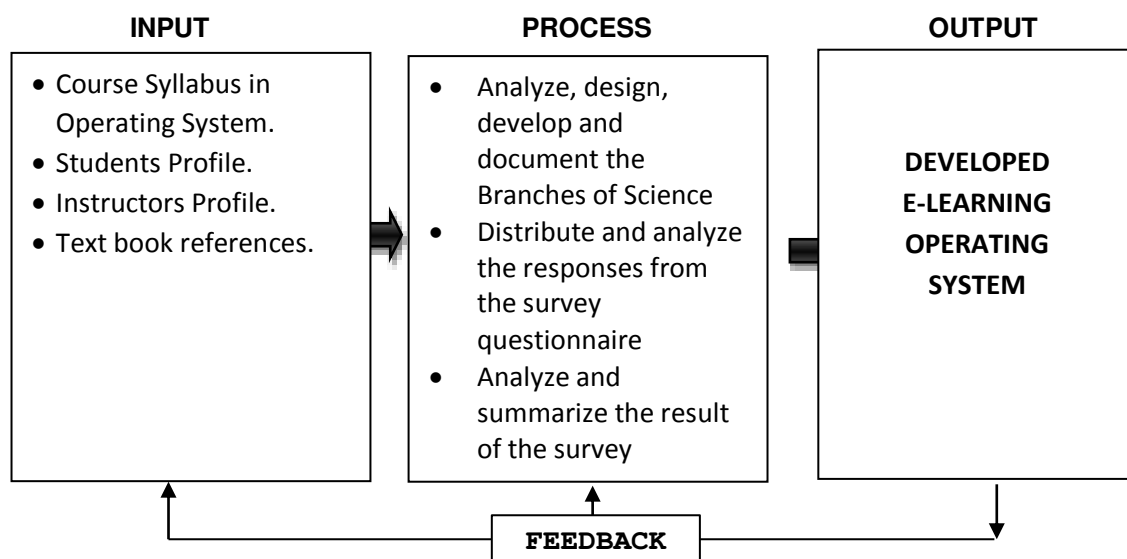 INPUT
• Course Syllabus in
Operating System.
• Students Profile.
• Instructors Profile.
• Text book references.
PROCESS
• Analyze, design,
develop and
document the
Branches of Science
• Distribute and analyze
the responses from
the survey
questionnaire
• Analyze and
summarize the result
of the survey
OUTPUT
DEVELOPED
E-LEARNING
OPERATING
SYSTEM
FEEDBACK